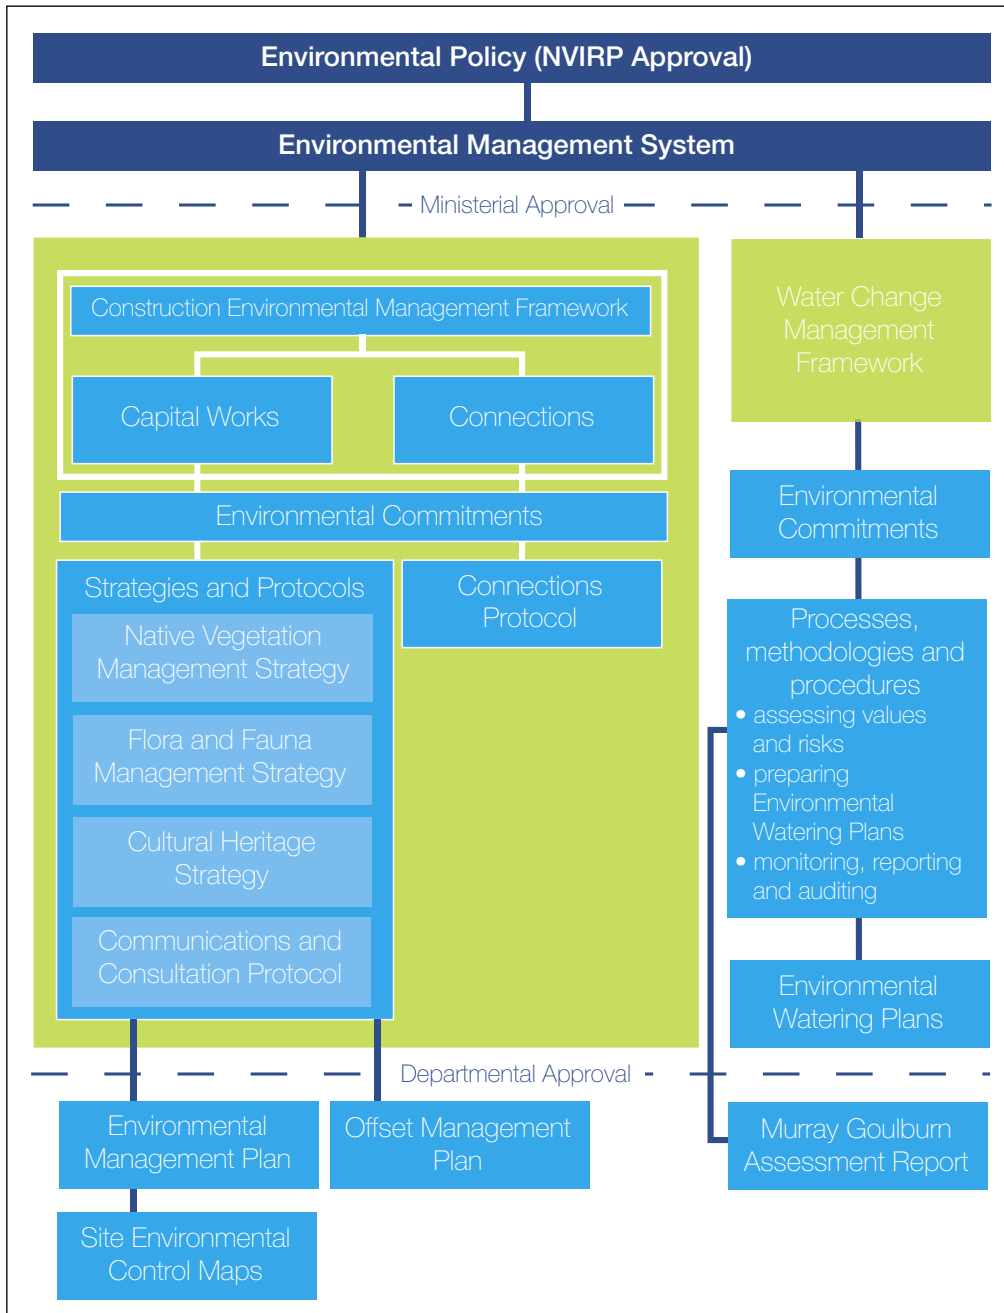 Environmental Policy (NVIRP Approval)
Environmental Management System
Ministerial Approval
Construction Environmental Management Framework
Capital Works
Connections
Environmental Commitments
Strategies and Protocols
Native Vegetation
Management Strategy
Flora and Fauna
Management Strategy
Cultural Heritage
Strategy
Communications and
Consultation Protocol
Connections
Protocol
Water Change
Management
Framework
Environmental
Commitments
Processes,
methodologies and
procedures
• assessing values
and risks
• preparing
Environmental
Watering Plans
• monitoring, reporting
and auditing
Environmental
Watering Plans
Departmental Approval
Environmental
Management Plan
Offset Management
Plan
Murray Goulburn
Assessment Report
Site Environmental
Control Maps